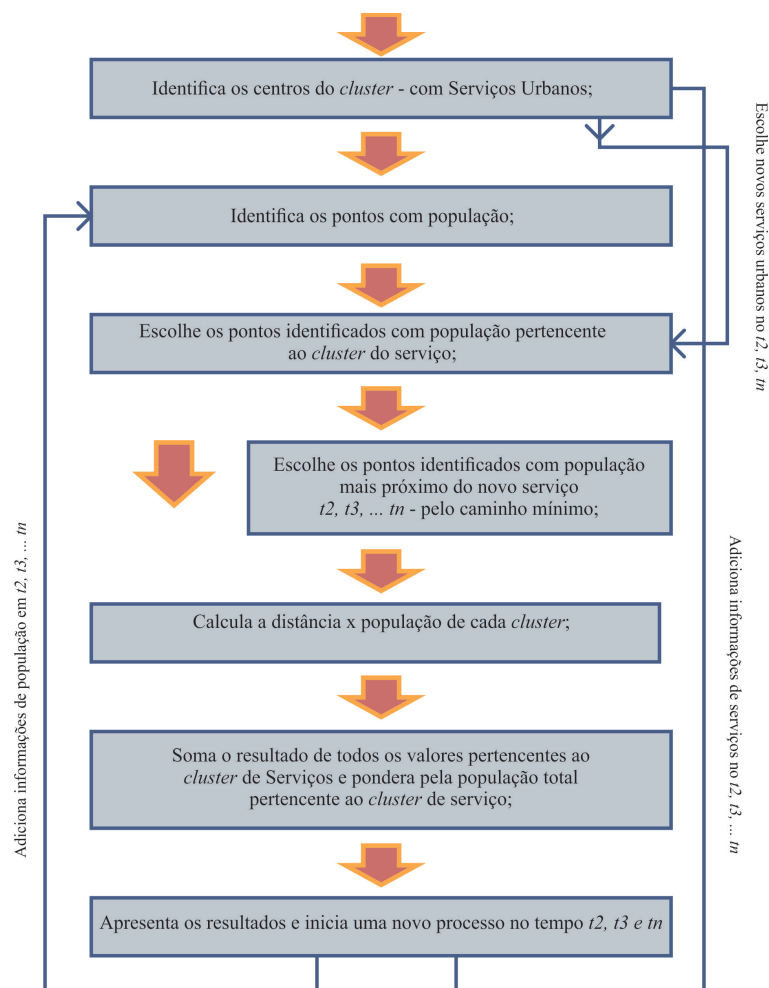 Identifica os centros do cluster - com Serviços Urbanos;
Identifica os pontos com população;
Escolhe os pontos identificados com população pertencente
ao cluster do serviço;
Escolhe os pontos identificados com população
mais próximo do novo serviço
t2, t3, ... tn - pelo caminho mínimo;
Calcula a distância x população de cada cluster;
Soma o resultado de todos os valores pertencentes ao
cluster de Serviços e pondera pela população total
pertencente ao cluster de serviço;
Apresenta os resultados e inicia uma novo processo no tempo t2, t3 e tn
Adiciona informações de população em t2, t3, ... tn
Escolhe novos serviços urbanos no t2, t3, tn
Adiciona informações de serviços no t2, t3, ... tn